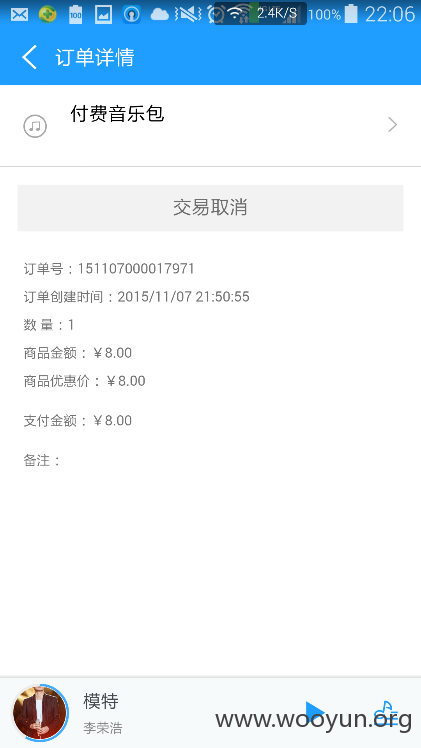 100
2.4K/S
100%
22:06
订单详情
付费音乐包
交易取消
订单号：151107000017971
订单创建时间：2015/11/07 21:50:55
数 量：1
商品金额：￥8.00
商品优惠价：￥8.00
支付金额：￥8.00
备注：
模特
李荣浩
www.wooyun.org